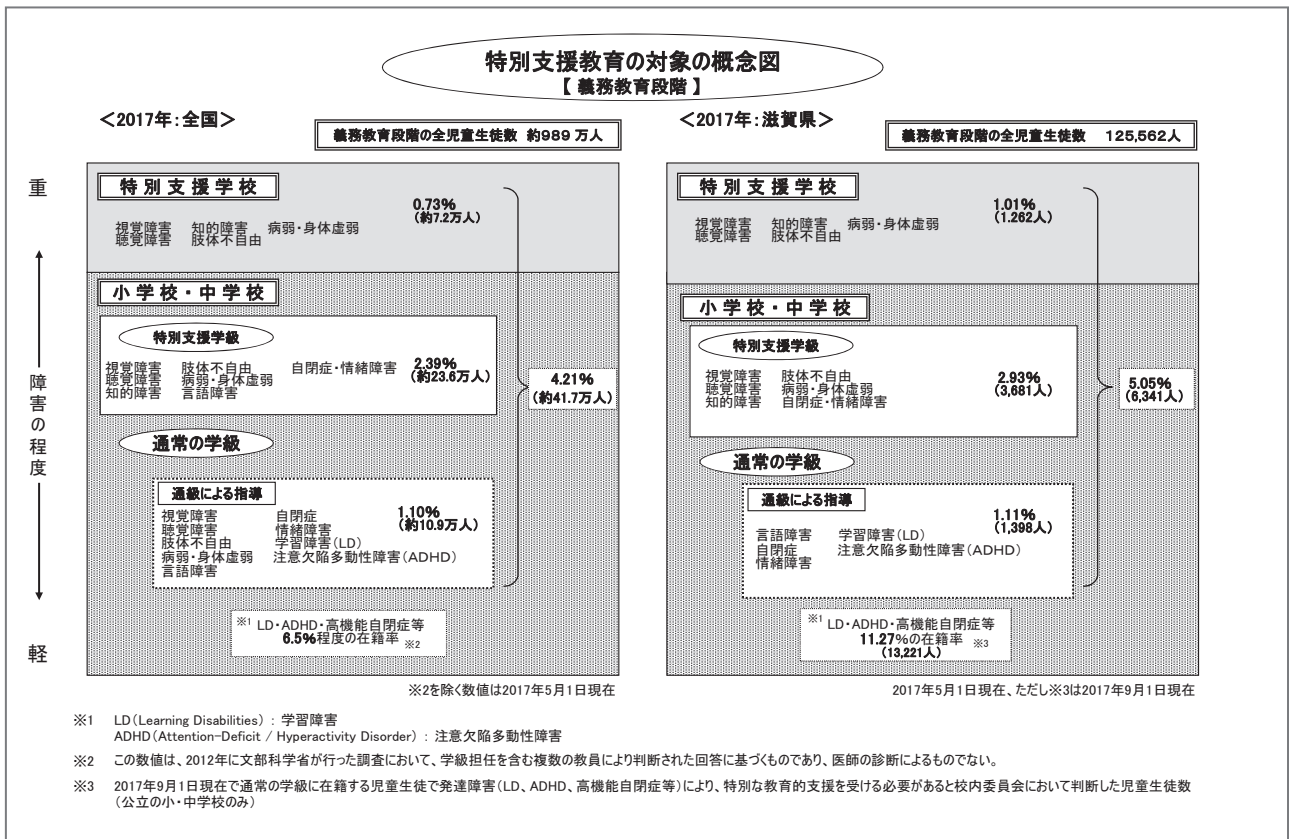 特別支援教育の対象の概念図
【 義務教育段階 】
＜2017年：全国＞
義務教育段階の全児童生徒数 約989 万人
重
障害の程度
軽
特別支援学校
0.73%
(約7.2万人)
視覚障害 知的障害 病弱・身体虚弱
聴覚障害 肢体不自由
小学校・中学校
特別支援学級
視覚障害 肢体不自由 自閉症・情緒障害
聴覚障害 病弱・身体虚弱
知的障害 言語障害
2.39%
(約23.6万人)
4.21%
(約41.7万人)
通常の学級
通級による指導
視覚障害 自閉症
聴覚障害 情緒障害
肢体不自由 学習障害(LD)
病弱・身体虚弱 注意欠陥多動性障害(ADHD)
言語障害
1.10%
(約10.9万人)
※1 LD・ADHD・高機能自閉症等
6.5%程度の在籍率 ※2
※2を除く数値は2017年5月1日現在
＜2017年：滋賀県＞
義務教育段階の全児童生徒数 125,562人
特別支援学校
1.01%
(1.262人)
視覚障害 知的障害 病弱・身体虚弱
聴覚障害 肢体不自由
小学校・中学校
特別支援学級
視覚障害 肢体不自由
聴覚障害 病弱・身体虚弱
知的障害 自閉症・情緒障害
2.93%
(3,681人)
5.05%
(6,341人)
通常の学級
通級による指導
言語障害 学習障害(LD)
自閉症 注意欠陥多動性障害(ADHD)
情緒障害
1.11%
(1,398人)
※1 LD・ADHD・高機能自閉症等
11.27%の在籍率 ※3
(13,221人)
2017年5月1日現在、ただし※3は2017年9月1日現在
※1 LD(Learning Disabilities) : 学習障害
ADHD(Attention-Deficit / Hyperactivity Disorder) : 注意欠陥多動性障害
※2 この数値は、2012年に文部科学省が行った調査において、学級担任を含む複数の教員により判断された回答に基づくものであり、医師の診断によるものでない。
※3 2017年9月1日現在で通常の学級に在籍する児童生徒で発達障害(LD、ADHD、高機能自閉症等)により、特別な教育的支援を受ける必要があると校内委員会において判断した児童生徒数
(公立の小・中学校のみ)